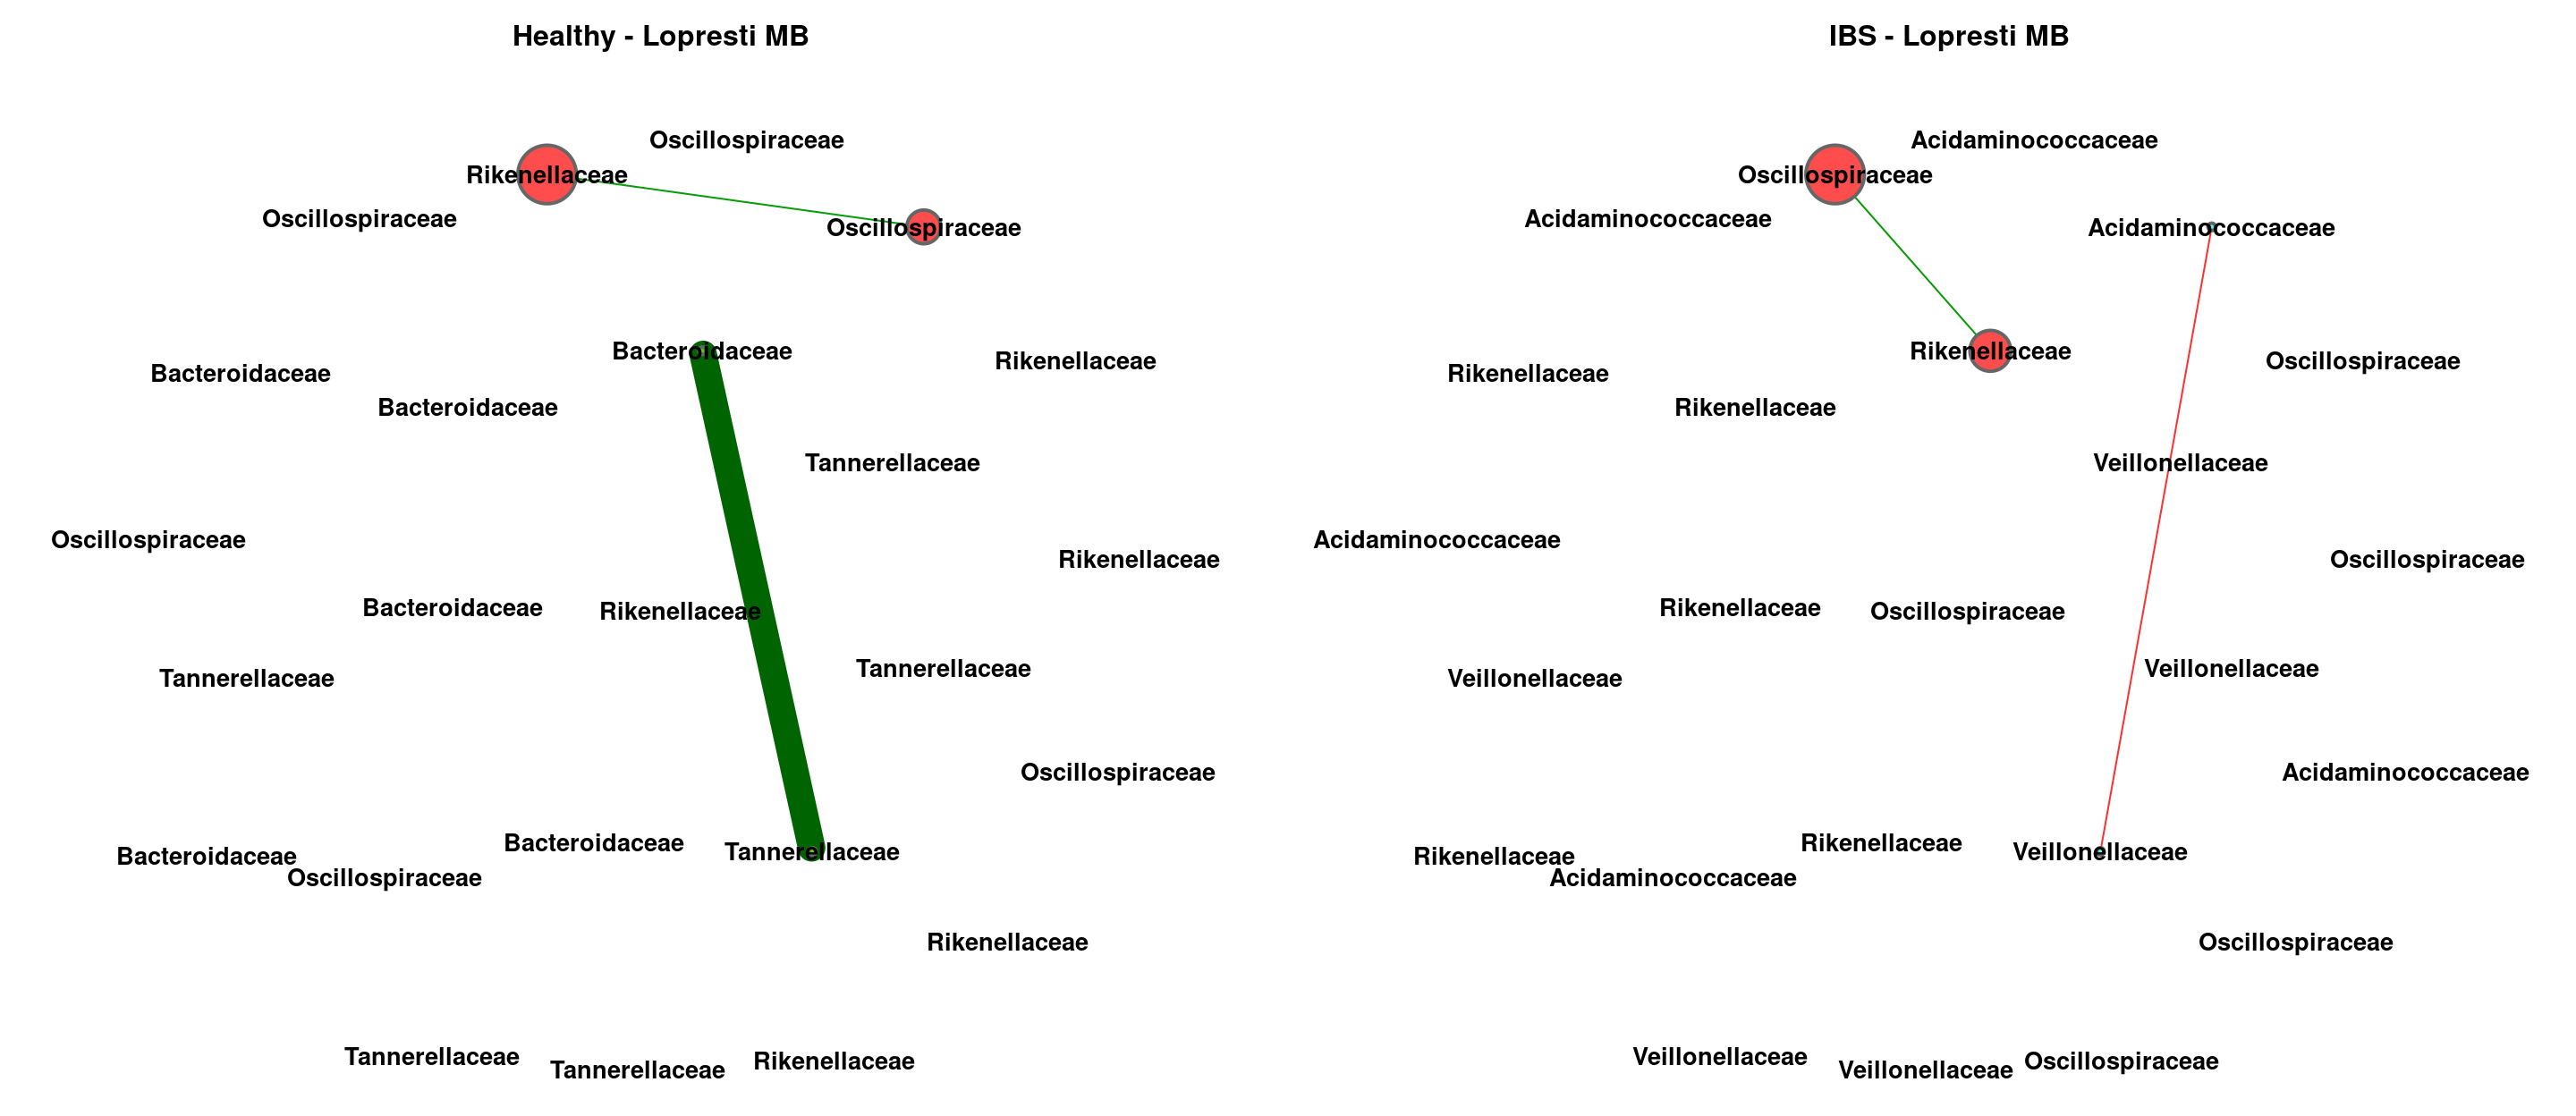 Healthy - Lopresti MB
Oscillospiraceae
Rikenellaceae
Oscillospiraceae
Oscillospiraceae
Bacteroidaceae
Rikenellaceae
Bacteroidaceae
Bacteroidaceae
Tannerellaceae
Oscillospiraceae
Rikenellaceae
Bacteroidaceae
Rikenellaceae
Tannerellaceae
Tannerellaceae
Oscillospiraceae
Bacteroidaceae
Tannerellaceae
Bacteroidaceae
Oscillospiraceae
Rikenellaceae
Tannerellaceae
Rikenellaceae
Tannerellaceae
IBS - Lopresti MB
Acidaminococcaceae
Oscillospiraceae
Acidaminococcaceae
Acidaminococcaceae
Rikenellaceae
Oscillospiraceae
Rikenellaceae
Rikenellaceae
Veillonellaceae
Acidaminococcaceae
Oscillospiraceae
Rikenellaceae
Oscillospiraceae
Veillonellaceae
Veillonellaceae
Acidaminococcaceae
Rikenellaceae
Veillonellaceae
Rikenellaceae
Acidaminococcaceae
Oscillospiraceae
Veillonellaceae
Oscillospiraceae
Veillonellaceae